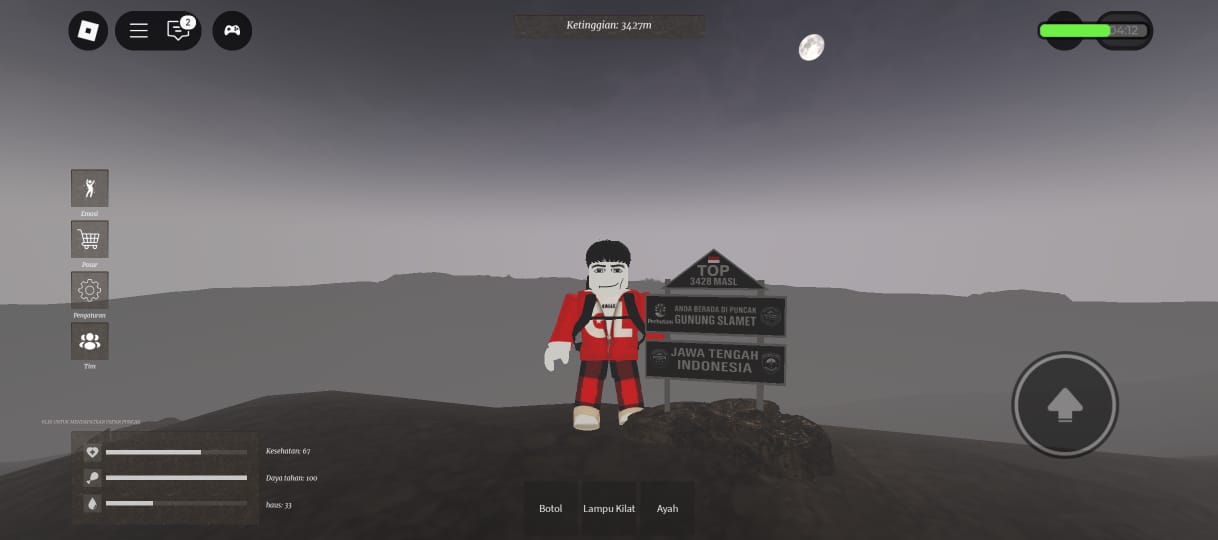 2
Ketinggian: 3427m
04:12
Emosi
Pasar
Pengaturan
Tim
TOP
3428 MASL
ANDA BERADA DI PUNCAK
Perhutani GUNUNG SLAMET
JAWA TENGAH
INDONESIA
Kesehatan: 67
Daya tahan: 100
haus: 33
Botol
Lampu Kilat
Ayah